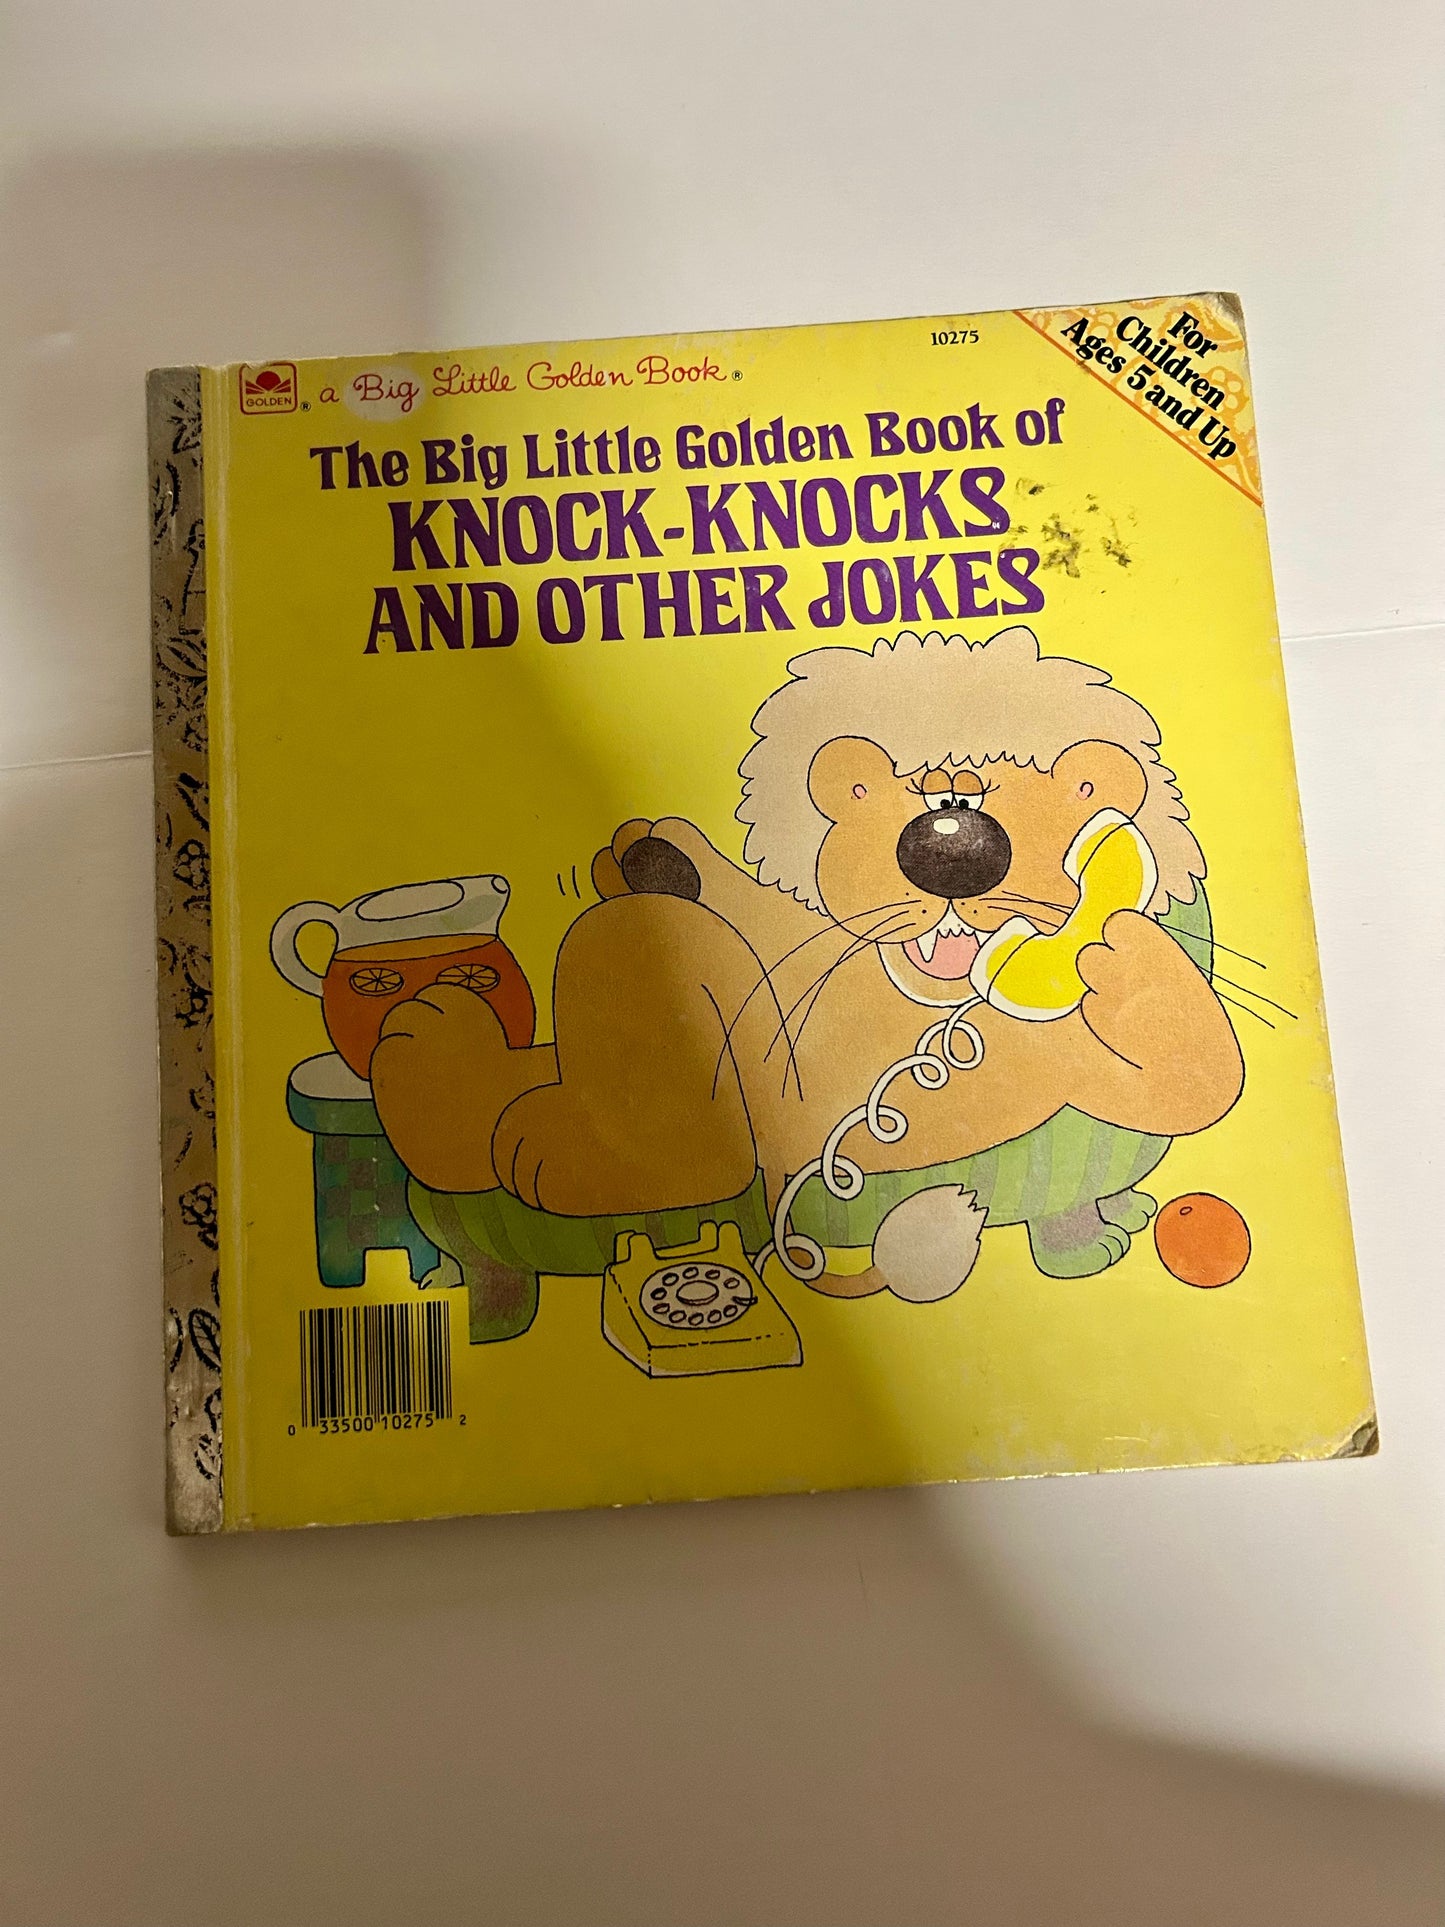 GOLDEN ®
a Big Little Golden Book ®
10275
For
Children
Ages 5 and Up
The Big Little Golden Book of
KNOCK-KNOCKS
AND OTHER JOKES
0 33500 10275 2